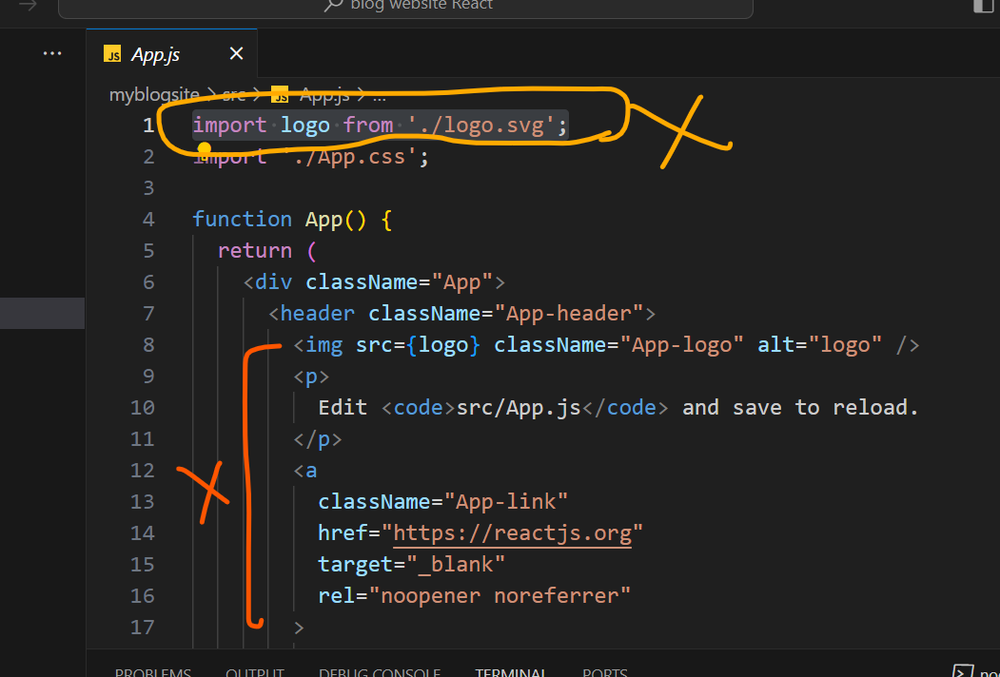 blog website React
... JS App.js ×
myblogsite > src > JS App.js > ...
1 import logo from './logo.svg';
2 import './App.css';
3
4 function App() {
5 return (
6 <div className="App">
7 <header className="App-header">
8 <img src={logo} className="App-logo" alt="logo" />
9 <p>
10 Edit <code>src/App.js</code> and save to reload.
11 </p>
12 <a
13 className="App-link"
14 href="https://reactjs.org"
15 target="_blank"
16 rel="noopener noreferrer"
17 >
PROBLEMS OUTPUT DEBUG CONSOLE TERMINAL PORTS